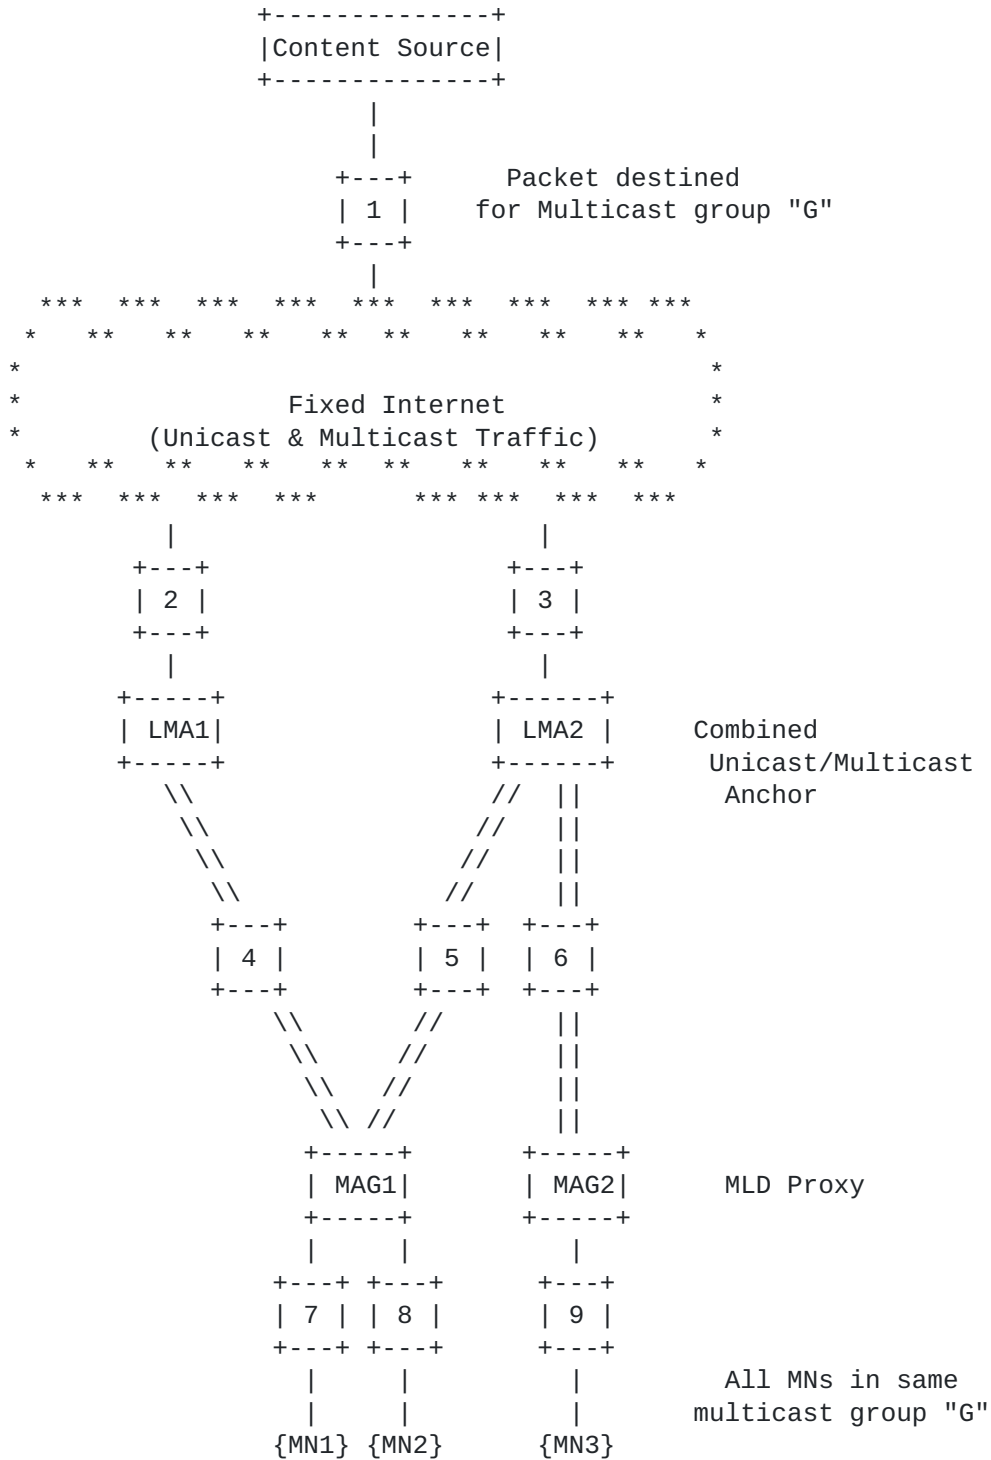 Content Source
Packet destined
1 for Multicast group "G"
Fixed Internet
(Unicast & Multicast Traffic)
2 3
LMA1 LMA2 Combined
Unicast/Multicast
Anchor
4 5 6
MAG1 MAG2 MLD Proxy
7 8 9
All MNs in same
multicast group "G"
{MN1} {MN2} {MN3}